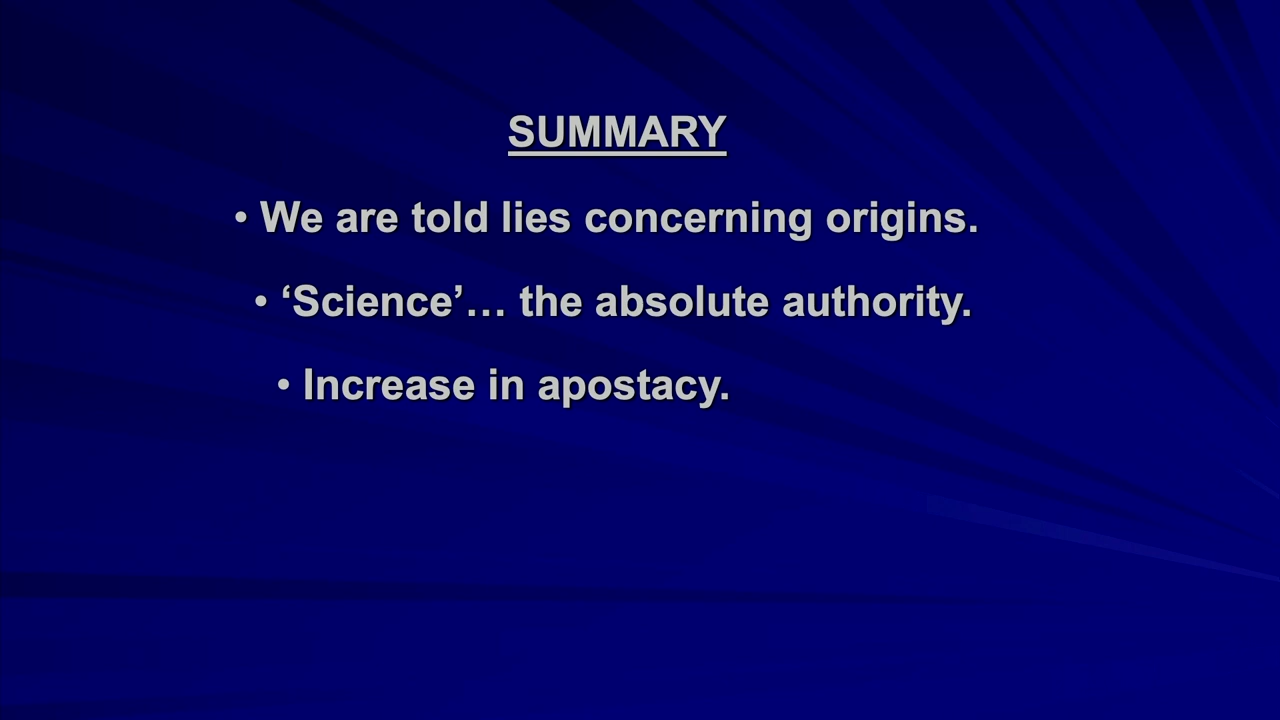 SUMMARY
• We are told lies concerning origins.
• ‘Science’… the absolute authority.
• Increase in apostacy.